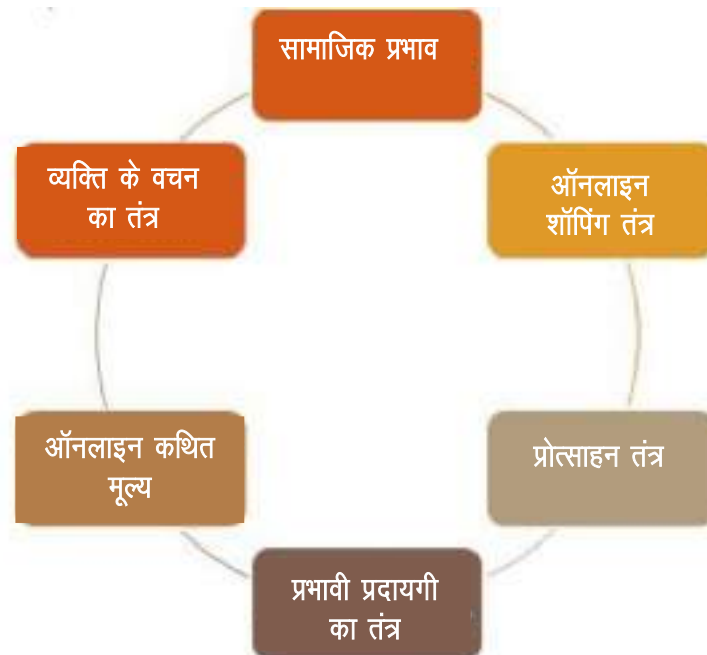 सामाजिक प्रभाव
ऑनलाइन
शॉपिंग तंत्र
प्रोत्साहन तंत्र
प्रभावी प्रदायगी
का तंत्र
ऑनलाइन कथित
मूल्य
व्यक्ति के वचन
का तंत्र